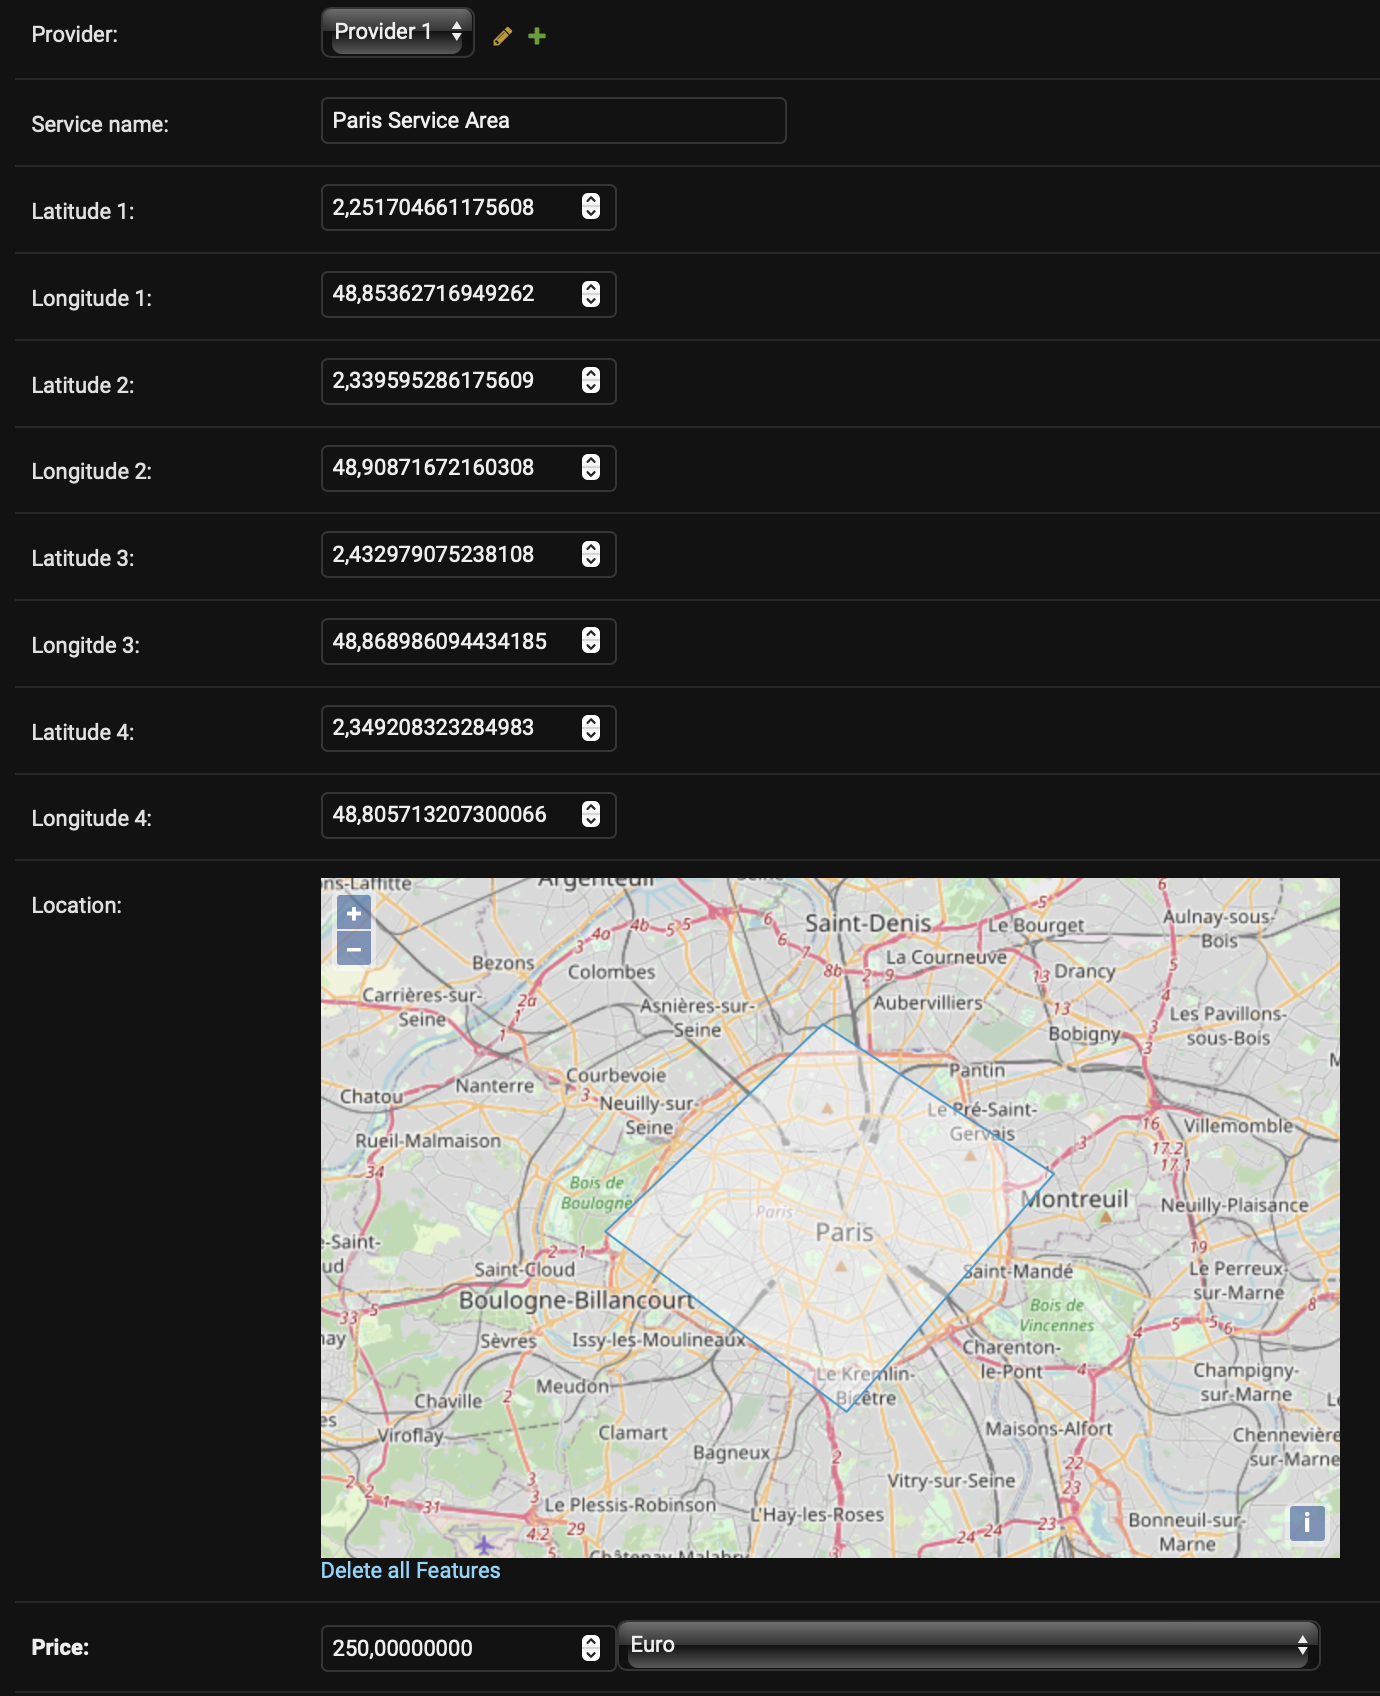 Provider:
Provider 1
Service name:
Paris Service Area
Latitude 1:
2,251704661175608
Longitude 1:
48,85362716949262
Latitude 2:
2,339595286175609
Longitude 2:
48,90871672160308
Latitude 3:
2,432979075238108
Longitde 3:
48,868986094434185
Latitude 4:
2,349208323284983
Longitude 4:
48,805713207300066
Location:
ns-Laffitte
Argenteuil
+
−
Saint-Denis
Le Bourget
Aulnay-sous-
Bois
Bezons
Colombes
La Courneuve
Drancy
Carrières-sur-
Seine
Asnières-sur-
Seine
Aubervilliers
Bobigny
Les Pavillons-
sous-Bois
Chatou
Nanterre
Courbevoie
Neuilly-sur-
Seine
Pantin
Le Pré-Saint-
Gervais
Villemomble
Rueil-Malmaison
Bois de
Boulogne
Paris
Paris
Montreuil
Neuilly-Plaisance
-Saint-
ud
Saint-Cloud
Saint-Mandé
Le Perreux-
sur-Marne
Boulogne-Billancourt
Bois de
Vincennes
Sèvres
Issy-les-Moulineaux
Charenton-
le-Pont
Le Kremlin-
Bicêtre
Champigny-
sur-Marne
Meudon
Chaville
Viroflay
Clamart
Bagneux
Maisons-Alfort
Chennevière
sur-Marne
Vitry-sur-Seine
Le Plessis-Robinson
L'Haÿ-les-Roses
Bonneuil-sur-
Marne
Châtenay-Malabry
i
Delete all Features
Price:
250,00000000
Euro